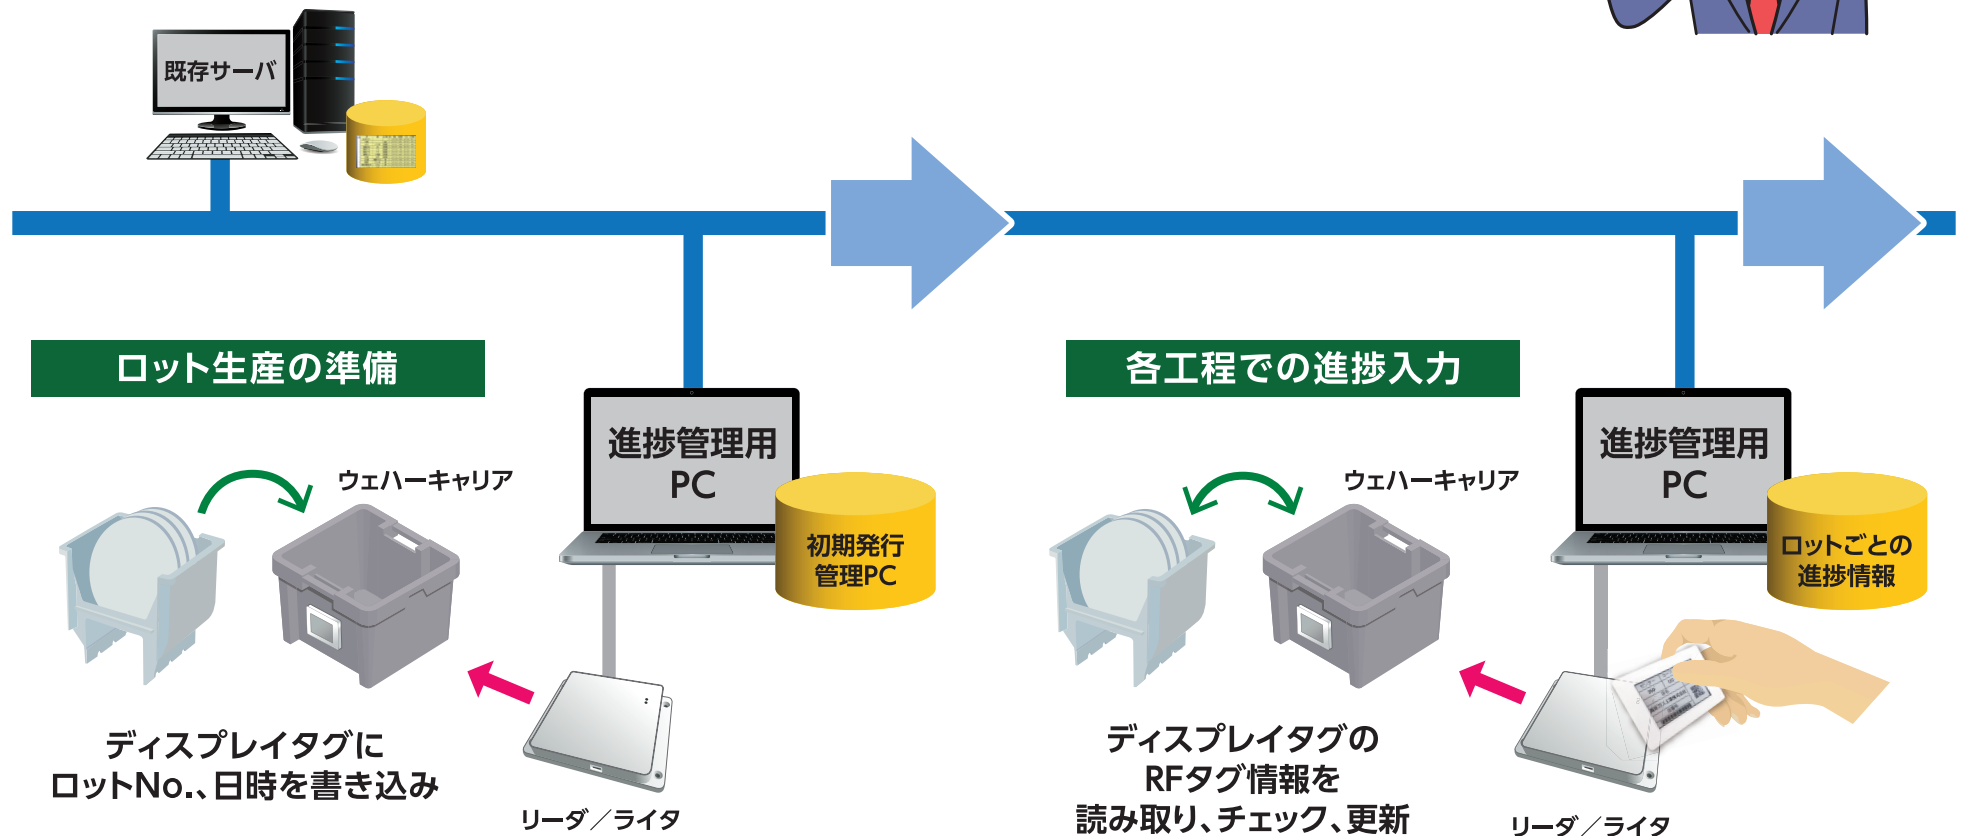 既存サーバ
ロット生産の準備
ウェハーキャリア
進捗管理用
PC
初期発行
管理PC
ディスプレイタグに
ロットNo.、日時を書き込み
リーダ／ライタ
各工程での進捗入力
ウェハーキャリア
進捗管理用
PC
ロットごとの
進捗情報
ディスプレイタグの
RFタグ情報を
読み取り、チェック、更新
リーダ／ライタ